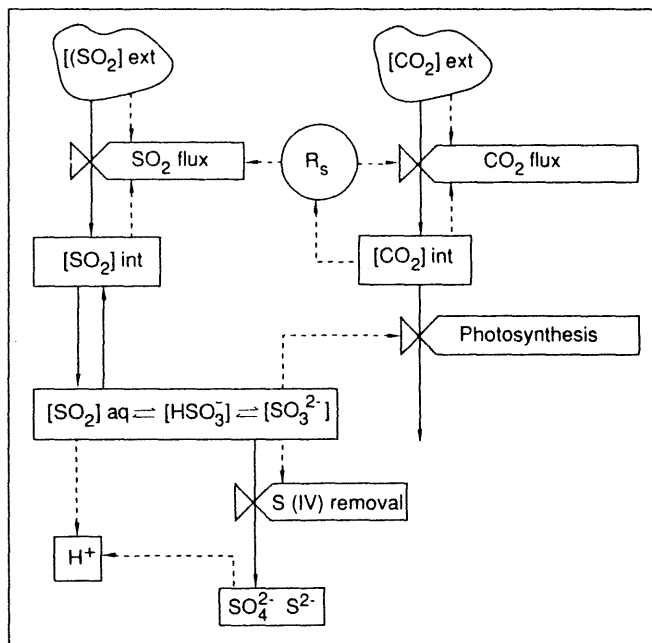 [(SO₂] ext
[CO₂] ext
SO₂ flux
Rₛ
CO₂ flux
[SO₂] int
[CO₂] int
Photosynthesis
[SO₂] aq ⇌ [HSO₃⁻] ⇌ [SO₃²⁻]
S (IV) removal
H⁺
SO₄²⁻ S²⁻